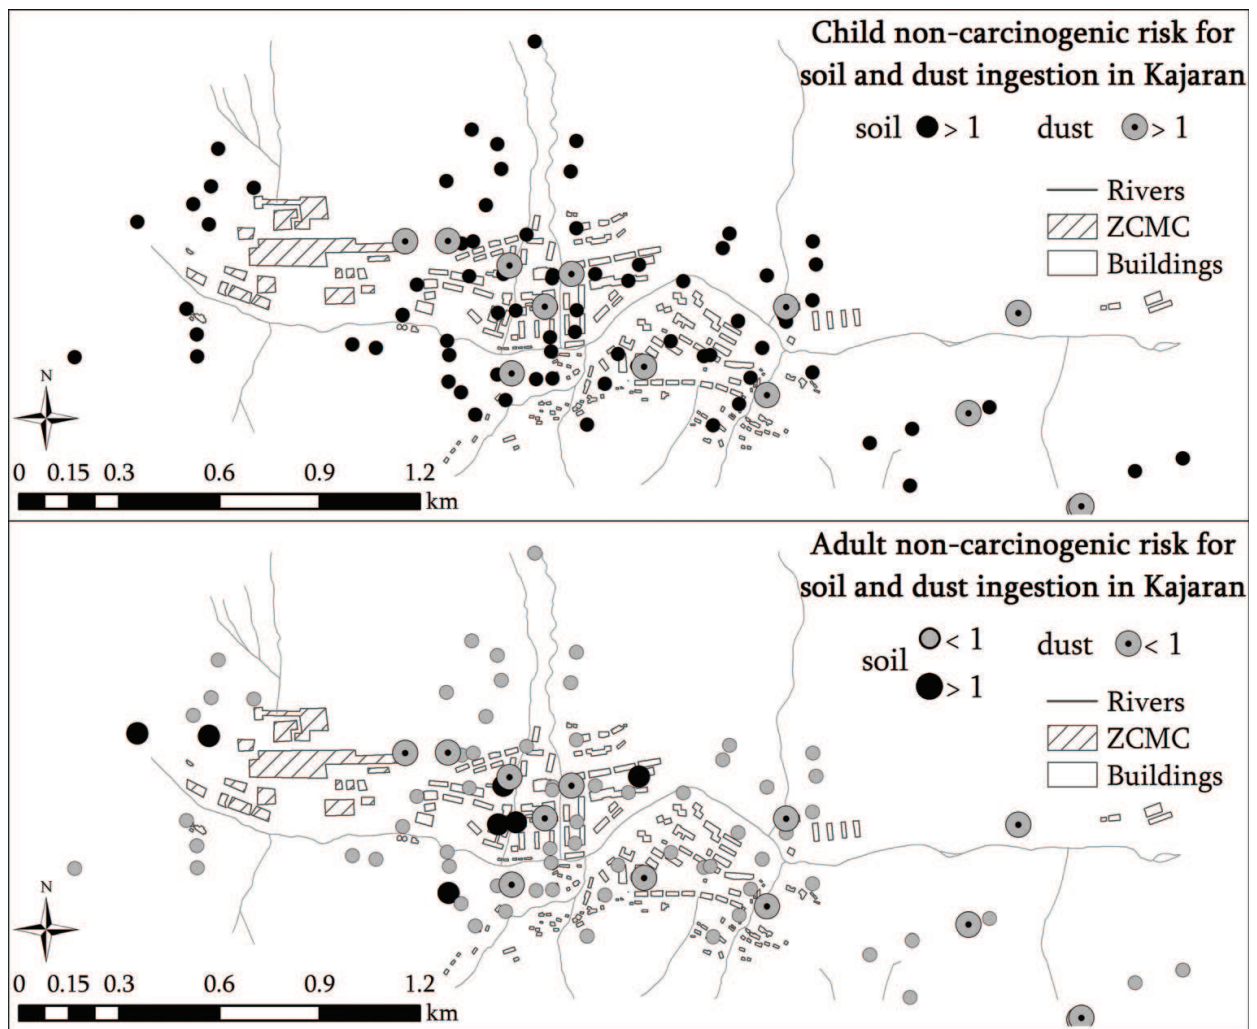 Child non-carcinogenic risk for
soil and dust ingestion in Kajaran
soil > 1 dust > 1
Rivers
ZCMC
Buildings
N
0 0.15 0.3 0.6 0.9 1.2
km
Adult non-carcinogenic risk for
soil and dust ingestion in Kajaran
soil < 1 dust < 1
> 1
Rivers
ZCMC
Buildings
N
0 0.15 0.3 0.6 0.9 1.2
km